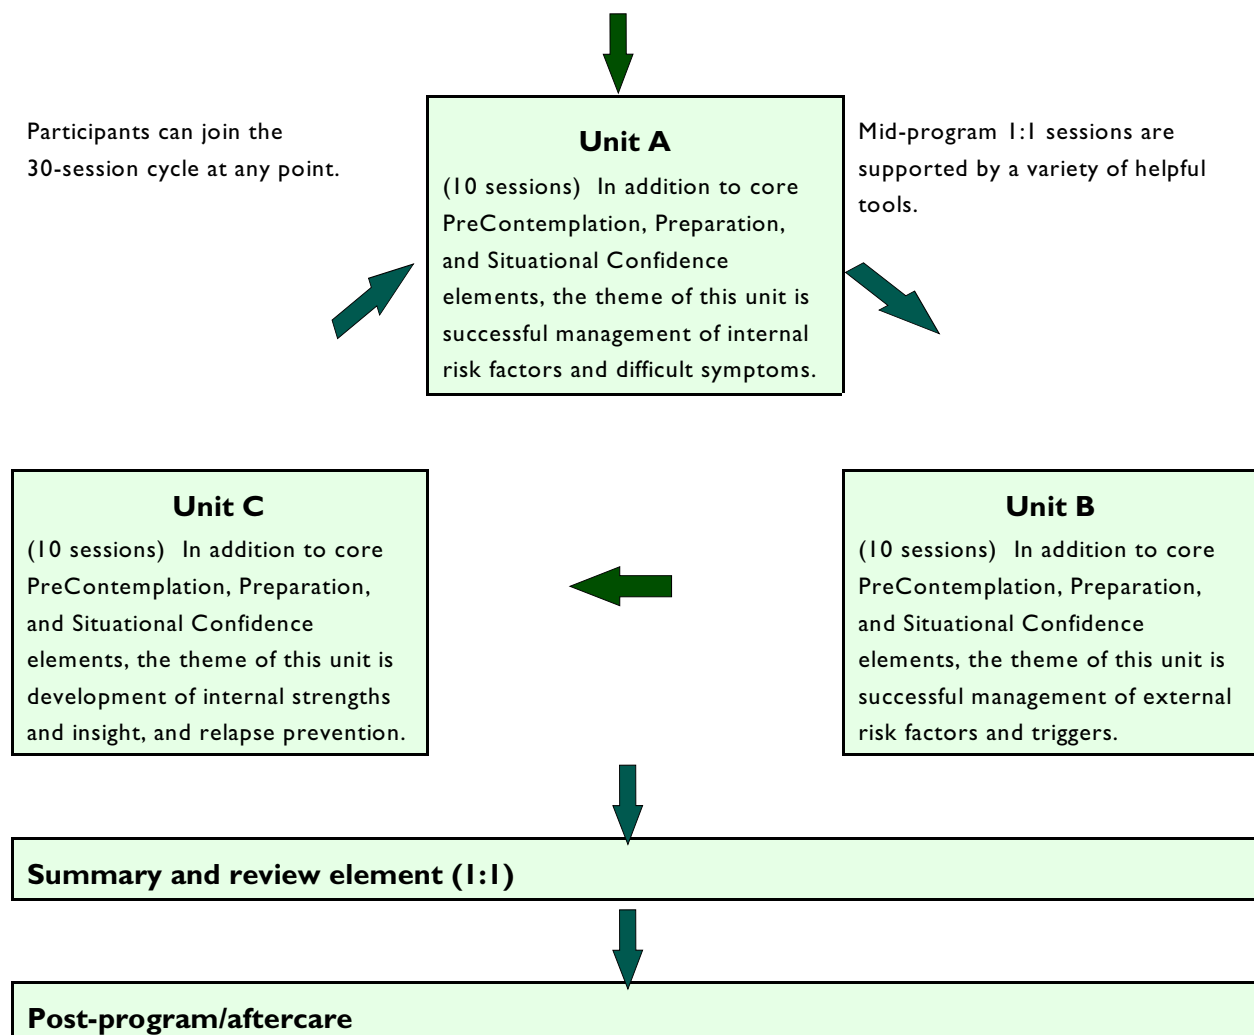 Participants can join the
30-session cycle at any point.
Unit A
(10 sessions)  In addition to core
PreContemplation, Preparation,
and Situational Confidence
elements, the theme of this unit is
successful management of internal
risk factors and difficult symptoms.
Mid-program 1:1 sessions are
supported by a variety of helpful
tools.
Unit C
(10 sessions)  In addition to core
PreContemplation, Preparation,
and Situational Confidence
elements, the theme of this unit is
development of internal strengths
and insight, and relapse prevention.
Unit B
(10 sessions)  In addition to core
PreContemplation, Preparation,
and Situational Confidence
elements, the theme of this unit is
successful management of external
risk factors and triggers.
Summary and review element (1:1)
Post-program/aftercare